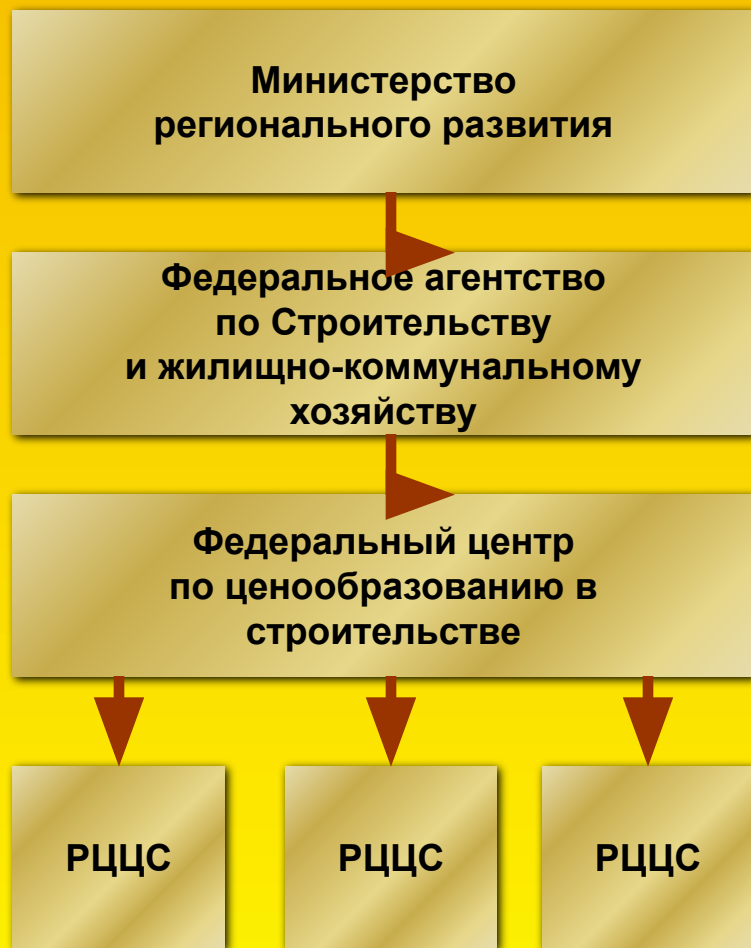 Министерство
регионального развития
Федеральное агентство
по Строительству
и жилищно-коммунальному
хозяйству
Федеральный центр
по ценообразованию в
строительстве
РЦЦС
РЦЦС
РЦЦС